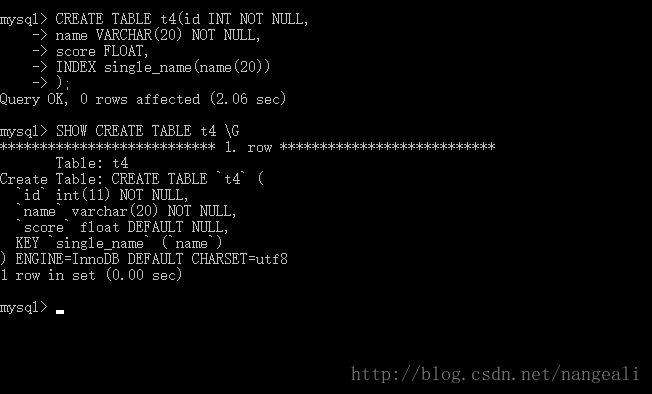 mysql> CREATE TABLE t4(id INT NOT NULL,
    -> name VARCHAR(20) NOT NULL,
    -> score FLOAT,
    -> INDEX single_name(name(20))
    -> );
Query OK, 0 rows affected (2.06 sec)
mysql> SHOW CREATE TABLE t4 \G
*************************** 1. row ***************************
       Table: t4
Create Table: CREATE TABLE `t4` (
  `id` int(11) NOT NULL,
  `name` varchar(20) NOT NULL,
  `score` float DEFAULT NULL,
  KEY `single_name` (`name`)
) ENGINE=InnoDB DEFAULT CHARSET=utf8
1 row in set (0.00 sec)
mysql>
http://blog.csdn.net/nangeali